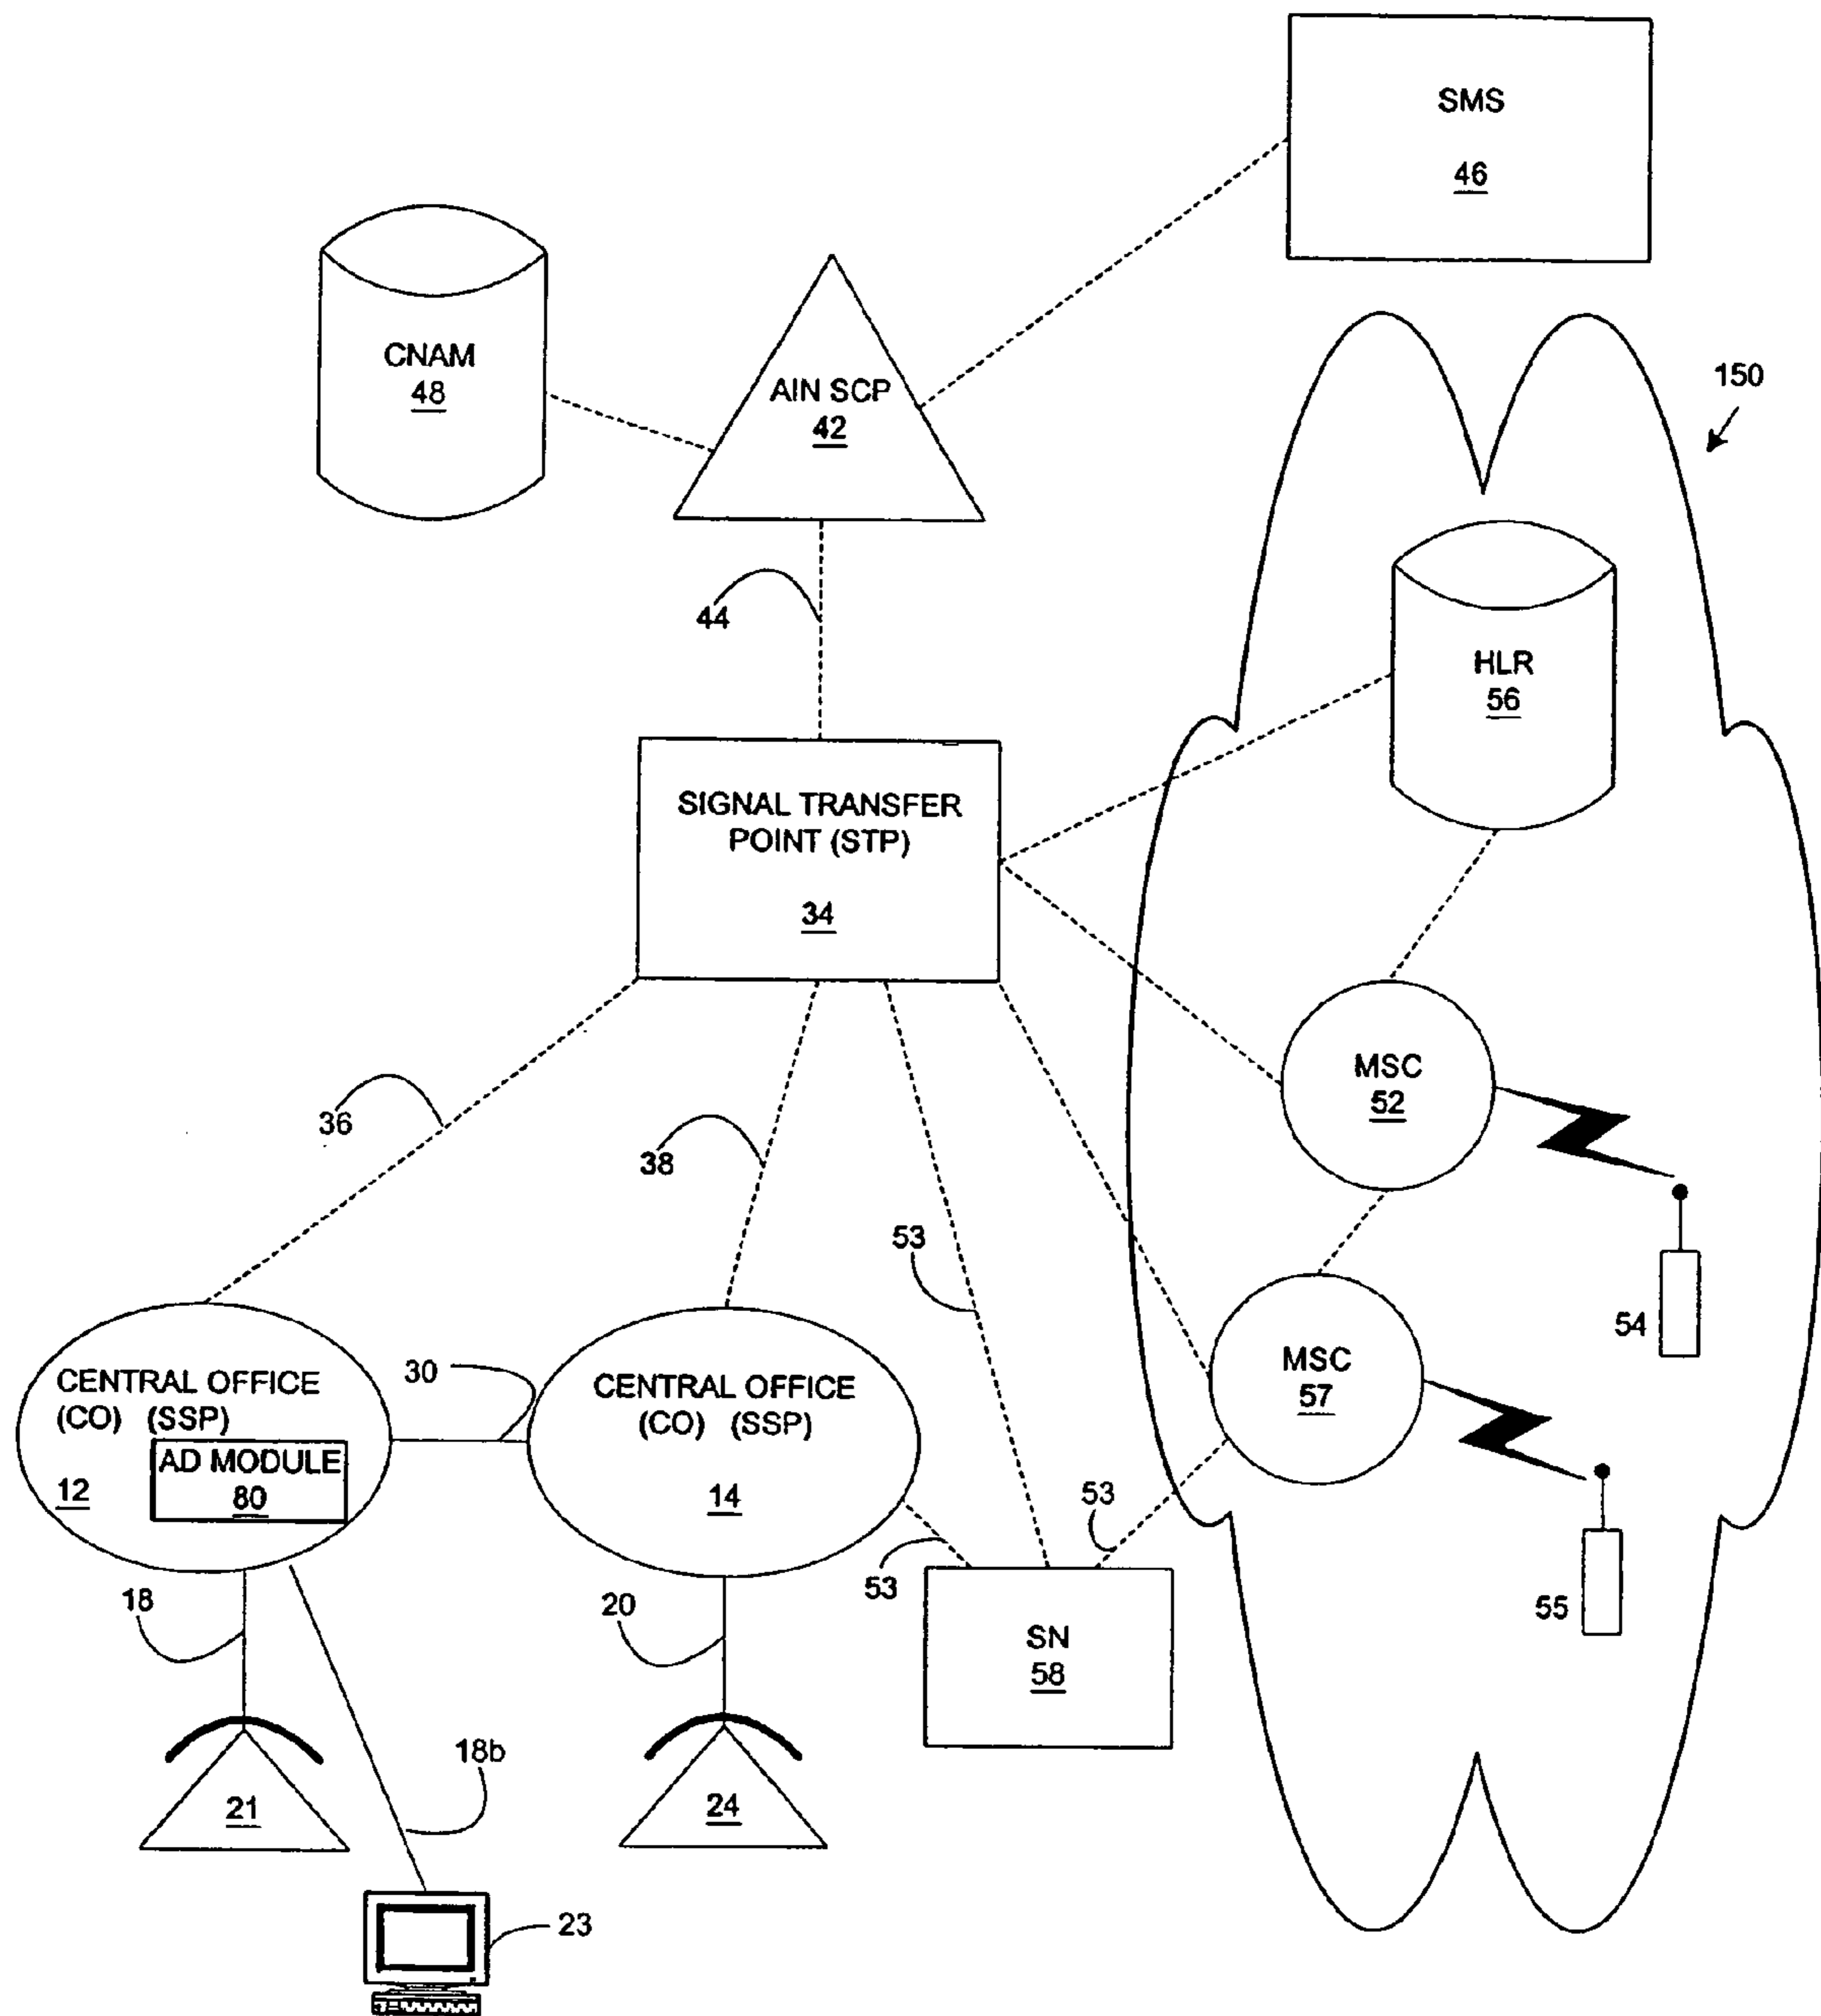 SMS
46
CNAM
48
AIN SCP
42
150
44
HLR
56
SIGNAL TRANSFER
POINT (STP)
34
MSC
52
36
38
53
54
MSC
57
CENTRAL OFFICE
(CO) (SSP)
AD MODULE
80
12
30
CENTRAL OFFICE
(CO) (SSP)
14
53
53
18
20
SN
58
55
21
18b
24
23